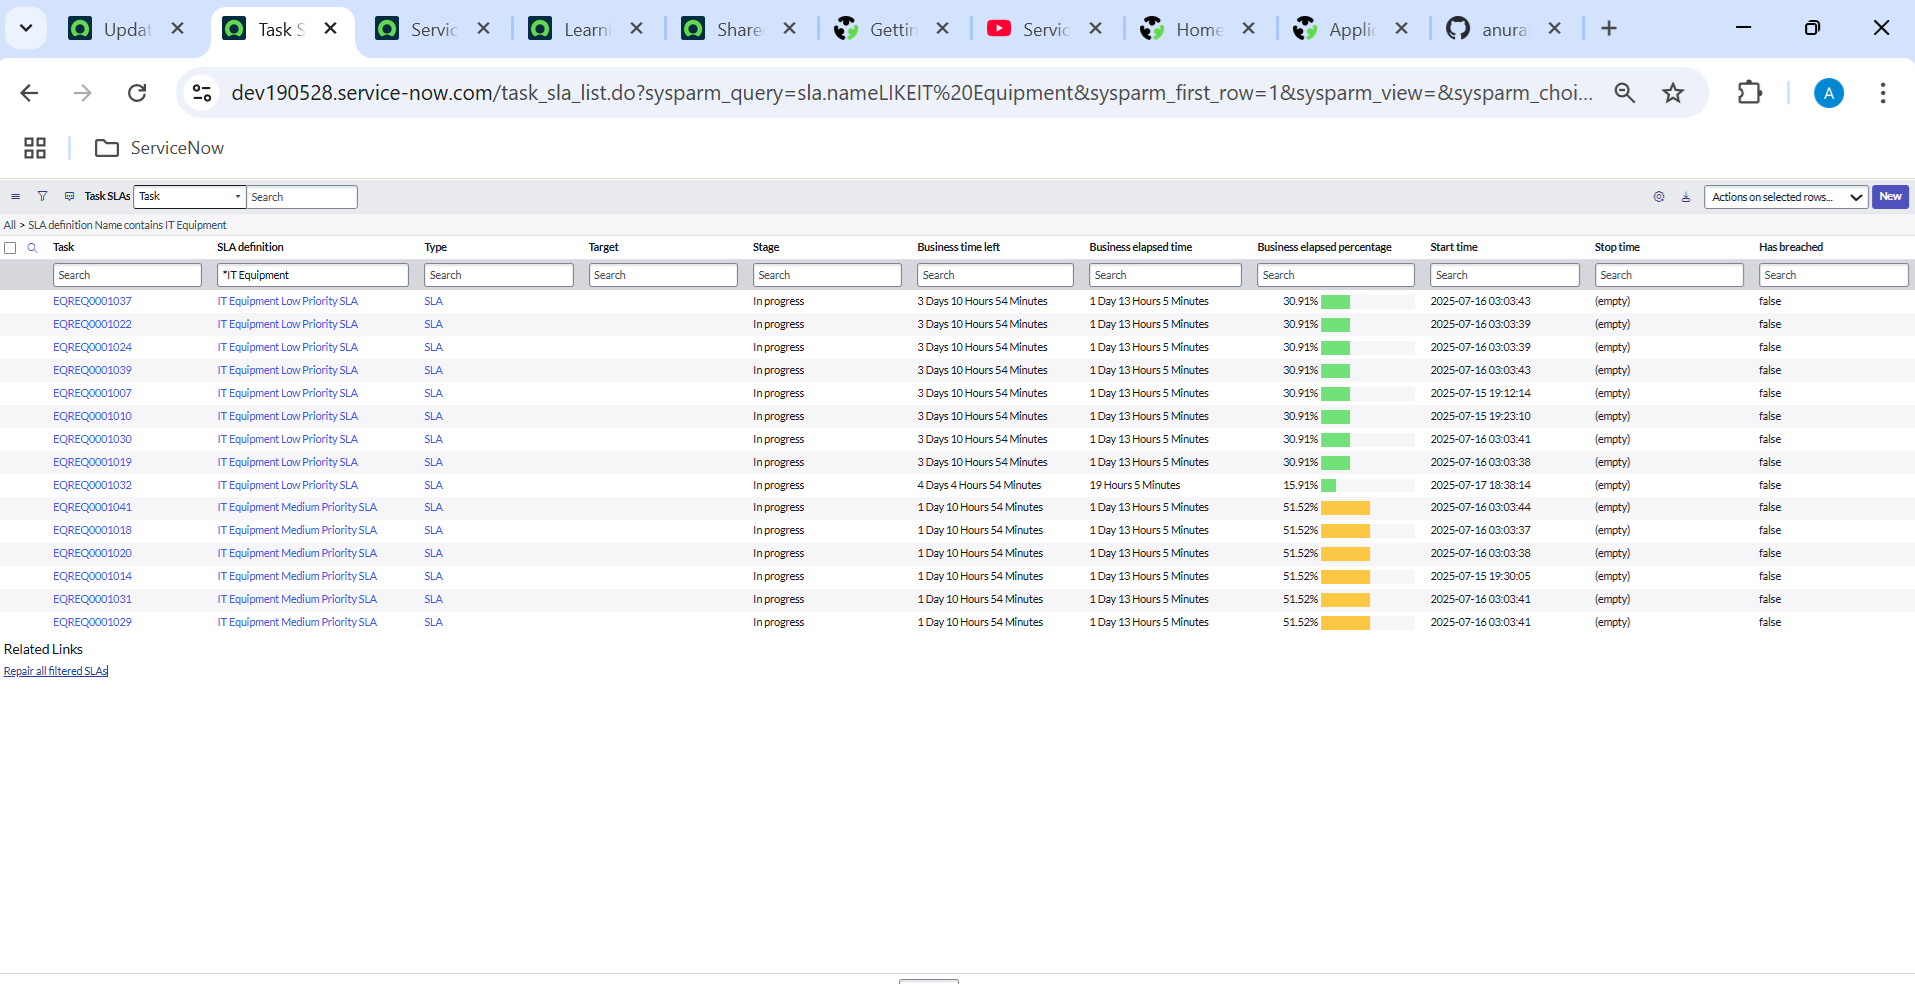 Updat
Task S
Servic
Learni
Share
Gettin
Servic
Home
Applic
anura
dev190528.service-now.com/task_sla_list.do?sysparm_query=sla.nameLIKEIT%20Equipment&sysparm_first_row=1&sysparm_view=&sysparm_choi...
A
ServiceNow
Task SLAs Task Search Actions on selected rows... New
All > SLA definition Name contains IT Equipment
Task SLA definition Type Target Stage Business time left Business elapsed time Business elapsed percentage Start time Stop time Has breached
Search *IT Equipment Search Search Search Search Search Search Search Search Search
EQREQ0001037 IT Equipment Low Priority SLA SLA In progress 3 Days 10 Hours 54 Minutes 1 Day 13 Hours 5 Minutes 30.91% 2025-07-16 03:03:43 (empty) false
EQREQ0001022 IT Equipment Low Priority SLA SLA In progress 3 Days 10 Hours 54 Minutes 1 Day 13 Hours 5 Minutes 30.91% 2025-07-16 03:03:39 (empty) false
EQREQ0001024 IT Equipment Low Priority SLA SLA In progress 3 Days 10 Hours 54 Minutes 1 Day 13 Hours 5 Minutes 30.91% 2025-07-16 03:03:39 (empty) false
EQREQ0001039 IT Equipment Low Priority SLA SLA In progress 3 Days 10 Hours 54 Minutes 1 Day 13 Hours 5 Minutes 30.91% 2025-07-16 03:03:43 (empty) false
EQREQ0001007 IT Equipment Low Priority SLA SLA In progress 3 Days 10 Hours 54 Minutes 1 Day 13 Hours 5 Minutes 30.91% 2025-07-15 19:12:14 (empty) false
EQREQ0001010 IT Equipment Low Priority SLA SLA In progress 3 Days 10 Hours 54 Minutes 1 Day 13 Hours 5 Minutes 30.91% 2025-07-15 19:23:10 (empty) false
EQREQ0001030 IT Equipment Low Priority SLA SLA In progress 3 Days 10 Hours 54 Minutes 1 Day 13 Hours 5 Minutes 30.91% 2025-07-16 03:03:41 (empty) false
EQREQ0001019 IT Equipment Low Priority SLA SLA In progress 3 Days 10 Hours 54 Minutes 1 Day 13 Hours 5 Minutes 30.91% 2025-07-16 03:03:38 (empty) false
EQREQ0001032 IT Equipment Low Priority SLA SLA In progress 4 Days 4 Hours 54 Minutes 19 Hours 5 Minutes 15.91% 2025-07-17 18:38:14 (empty) false
EQREQ0001041 IT Equipment Medium Priority SLA SLA In progress 1 Day 10 Hours 54 Minutes 1 Day 13 Hours 5 Minutes 51.52% 2025-07-16 03:03:44 (empty) false
EQREQ0001018 IT Equipment Medium Priority SLA SLA In progress 1 Day 10 Hours 54 Minutes 1 Day 13 Hours 5 Minutes 51.52% 2025-07-16 03:03:37 (empty) false
EQREQ0001020 IT Equipment Medium Priority SLA SLA In progress 1 Day 10 Hours 54 Minutes 1 Day 13 Hours 5 Minutes 51.52% 2025-07-16 03:03:38 (empty) false
EQREQ0001014 IT Equipment Medium Priority SLA SLA In progress 1 Day 10 Hours 54 Minutes 1 Day 13 Hours 5 Minutes 51.52% 2025-07-15 19:30:05 (empty) false
EQREQ0001031 IT Equipment Medium Priority SLA SLA In progress 1 Day 10 Hours 54 Minutes 1 Day 13 Hours 5 Minutes 51.52% 2025-07-16 03:03:41 (empty) false
EQREQ0001029 IT Equipment Medium Priority SLA SLA In progress 1 Day 10 Hours 54 Minutes 1 Day 13 Hours 5 Minutes 51.52% 2025-07-16 03:03:41 (empty) false
Related Links
Repair all filtered SLAs